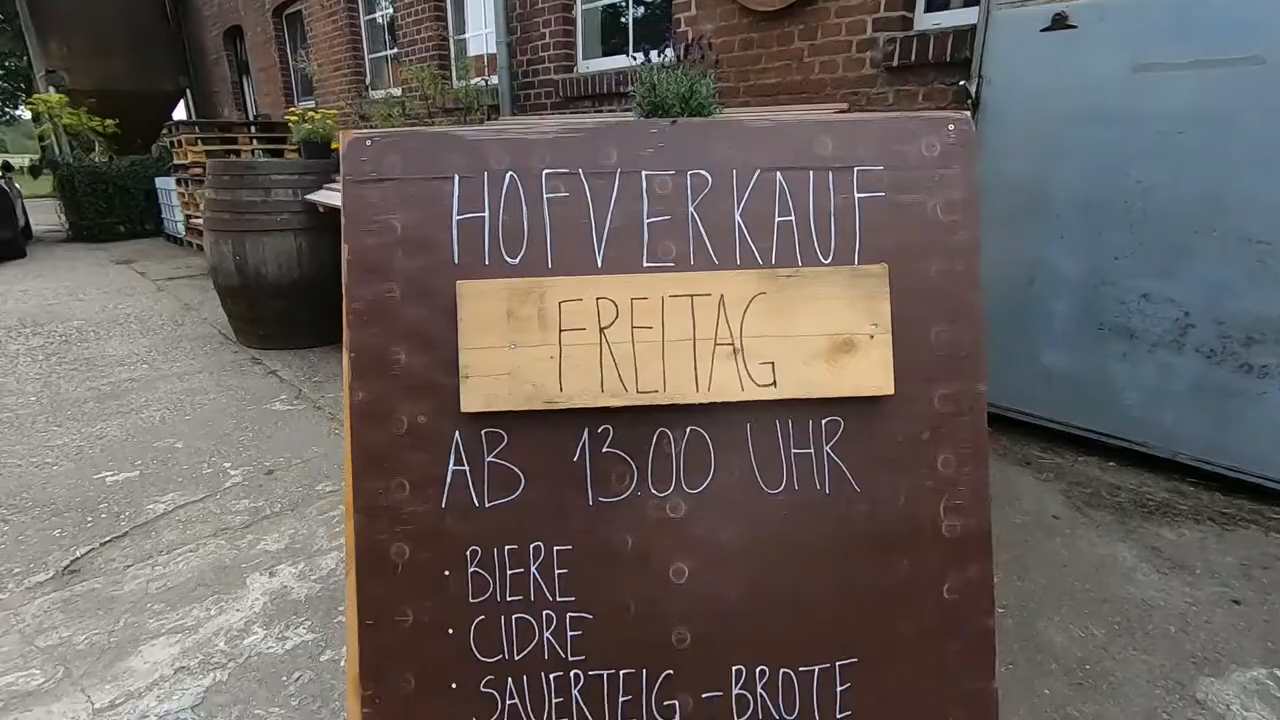 HOFVERKAUF
FREITAG
AB 13.00 UHR
· BIERE
· CIDRE
· SAUERTEIG - BROTE